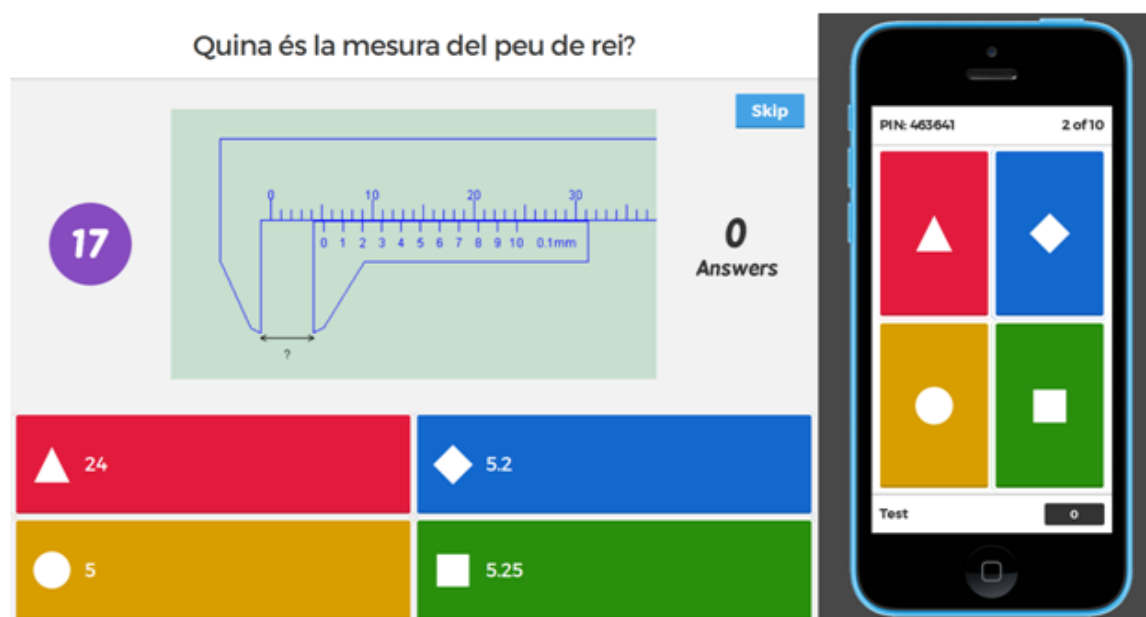 Quina és la mesura del peu de rei?
Skip
17
0 10 20 30
0 1 2 3 4 5 6 7 8 9 10 0.1mm
?
0
Answers
24
5.2
5
5.25
PIN: 463641 2 of 10
Test 0